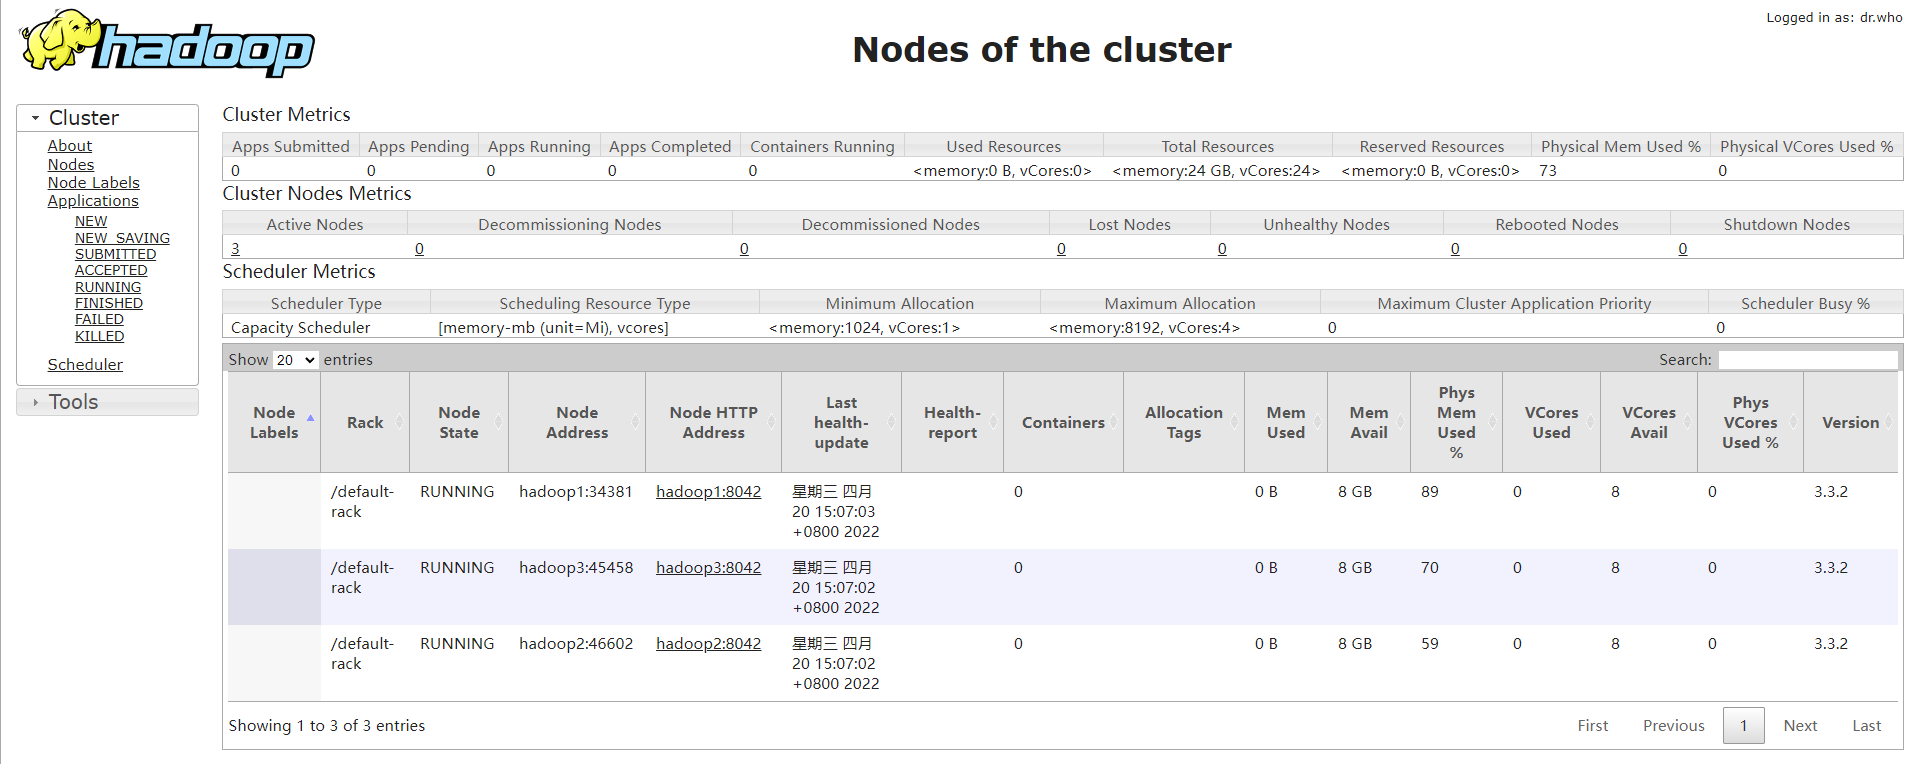 hadoop
Logged in as: dr.who
Nodes of the cluster
Cluster
About
Nodes
Node Labels
Applications
NEW
NEW_SAVING
SUBMITTED
ACCEPTED
RUNNING
FINISHED
FAILED
KILLED
Scheduler
Tools
Cluster Metrics
Apps Submitted Apps Pending Apps Running Apps Completed Containers Running Used Resources Total Resources Reserved Resources Physical Mem Used % Physical VCores Used %
0 0 0 0 0 <memory:0 B, vCores:0> <memory:24 GB, vCores:24> <memory:0 B, vCores:0> 73 0
Cluster Nodes Metrics
Active Nodes Decommissioning Nodes Decommissioned Nodes Lost Nodes Unhealthy Nodes Rebooted Nodes Shutdown Nodes
3 0 0 0 0 0 0
Scheduler Metrics
Scheduler Type Scheduling Resource Type Minimum Allocation Maximum Allocation Maximum Cluster Application Priority Scheduler Busy %
Capacity Scheduler [memory-mb (unit=Mi), vcores] <memory:1024, vCores:1> <memory:8192, vCores:4> 0 0
Show 20 entries Search:
Node Labels Rack Node State Node Address Node HTTP Address Last health-update Health-report Containers Allocation Tags Mem Used Mem Avail Phys Mem Used % VCores Used VCores Avail Phys VCores Used % Version
/default-rack RUNNING hadoop1:34381 hadoop1:8042 星期三 四月 20 15:07:03 +0800 2022 0 0 B 8 GB 89 0 8 0 3.3.2
/default-rack RUNNING hadoop3:45458 hadoop3:8042 星期三 四月 20 15:07:02 +0800 2022 0 0 B 8 GB 70 0 8 0 3.3.2
/default-rack RUNNING hadoop2:46602 hadoop2:8042 星期三 四月 20 15:07:02 +0800 2022 0 0 B 8 GB 59 0 8 0 3.3.2
Showing 1 to 3 of 3 entries First Previous 1 Next Last